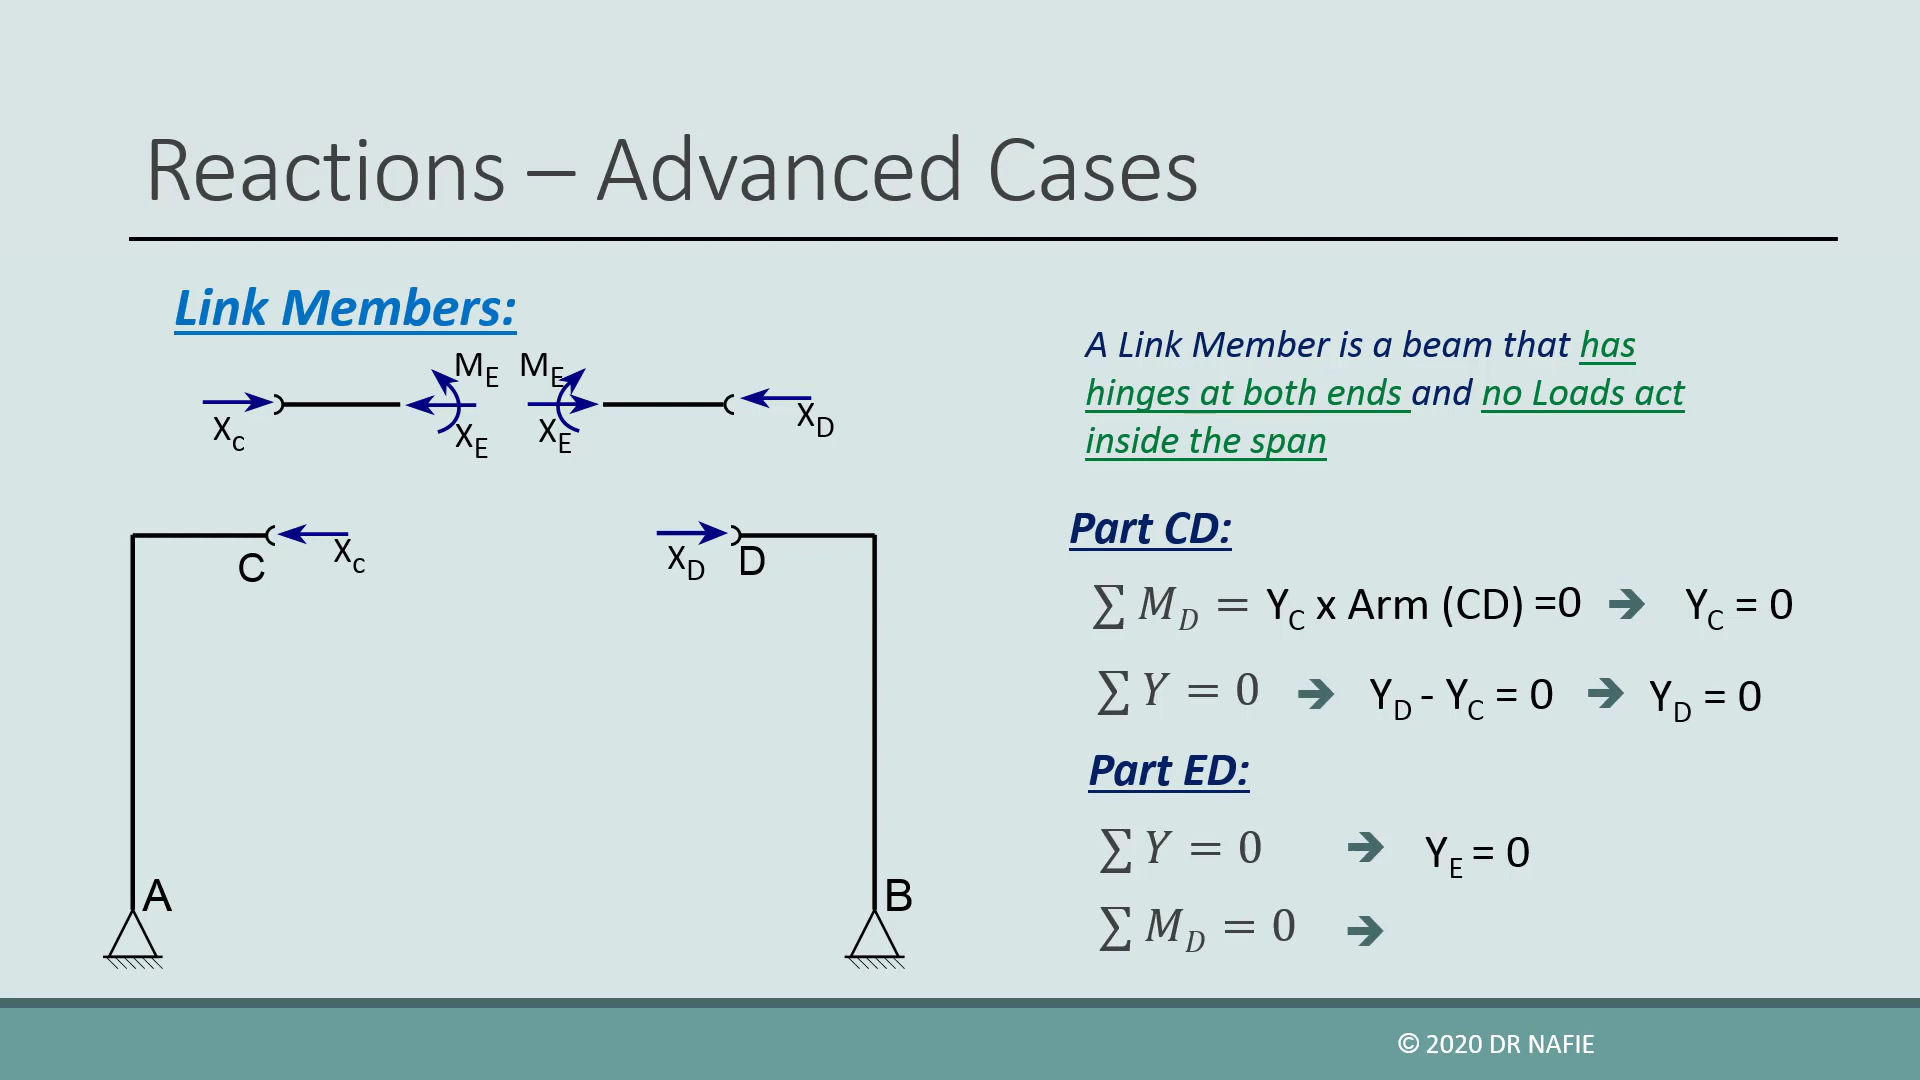 Reactions – Advanced Cases
Link Members:
M_E M_E
X_c X_E X_E X_D
C X_c X_D D
A B
A Link Member is a beam that has
hinges at both ends and no Loads act
inside the span
Part CD:
∑ M_D = Y_C x Arm (CD) =0 ➔ Y_C = 0
∑ Y = 0 ➔ Y_D - Y_C = 0 ➔ Y_D = 0
Part ED:
∑ Y = 0 ➔ Y_E = 0
∑ M_D = 0 ➔
© 2020 DR NAFIE